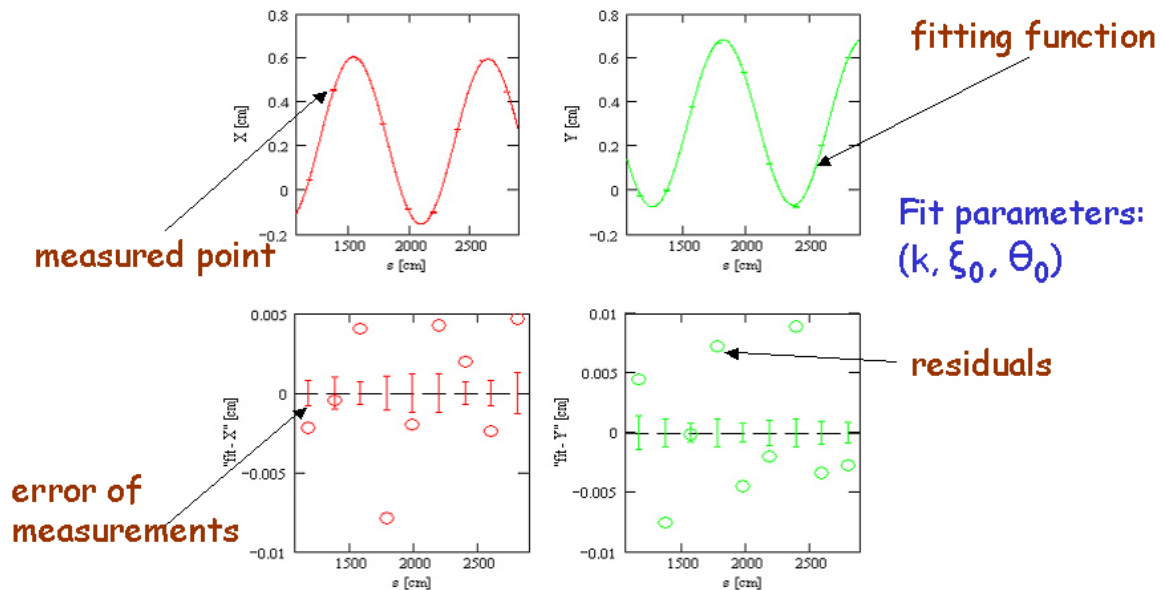 0.8
0.6
0.4
0.2
0
−0.2
X [cm]
1500 2000 2500
s [cm]
0.8
0.6
0.4
0.2
0
−0.2
Y [cm]
1500 2000 2500
s [cm]
fitting function
measured point
Fit parameters:
(k, ξ₀, θ₀)
0.005
0
−0.005
−0.01
"fit - X" [cm]
1500 2000 2500
s [cm]
0.01
0.005
0
−0.005
−0.01
"fit - Y" [cm]
1500 2000 2500
s [cm]
residuals
error of
measurements